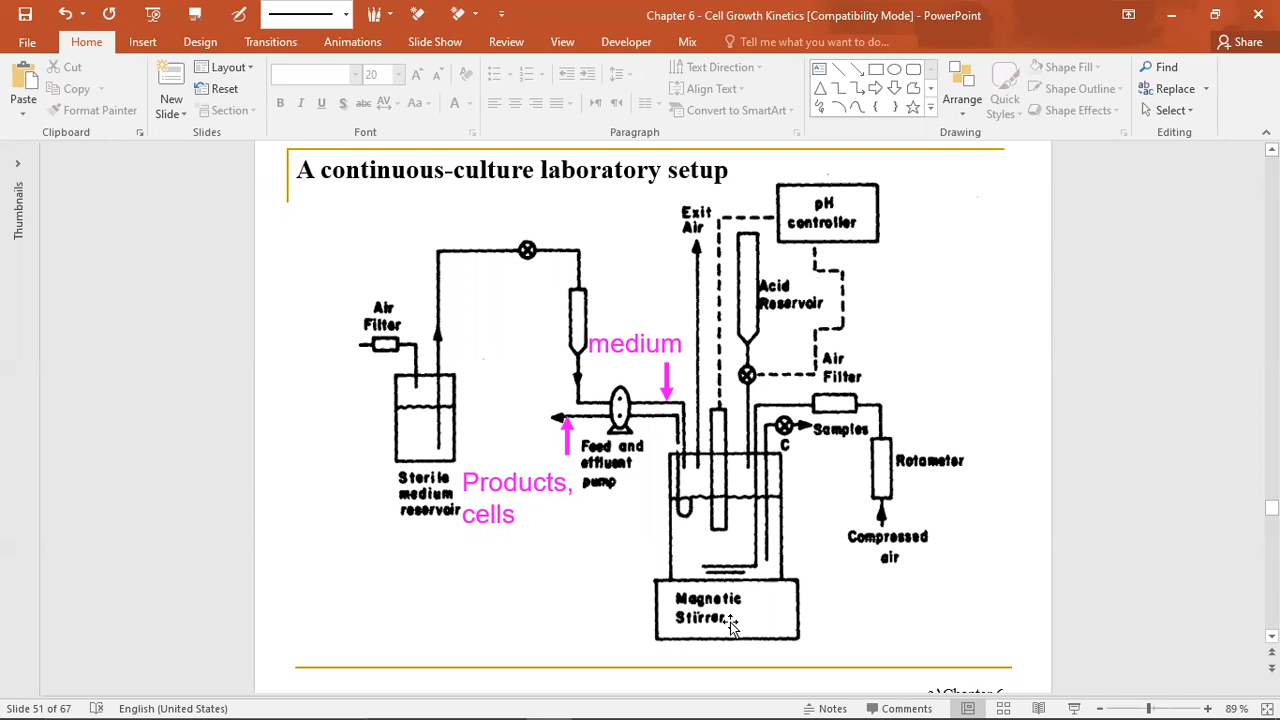 Chapter 6 - Cell Growth Kinetics [Compatibility Mode] - PowerPoint
File Home Insert Design Transitions Animations Slide Show Review View Developer Mix Tell me what you want to do... Share
Paste
Cut
Copy
Format Painter
Clipboard
New
Slide
Layout
Reset
Section
Slides
20
B I U S abc AV Aa A
Font
Text Direction
Align Text
Convert to SmartArt
Paragraph
Arrange
Quick
Styles
Shape Fill
Shape Outline
Shape Effects
Drawing
Find
Replace
Select
Editing
Thumbnails
A continuous-culture laboratory setup
pH
controller
Exit
Air
Acid
Reservoir
Air
Filter
medium
Air
Filter
Samples
C
Rotameter
Feed and
effluent
pump
Sterile
medium
reservoir
Products,
cells
Compressed
air
Magnetic
Stirrer
Slide 51 of 67 English (United States) Notes Comments 89%